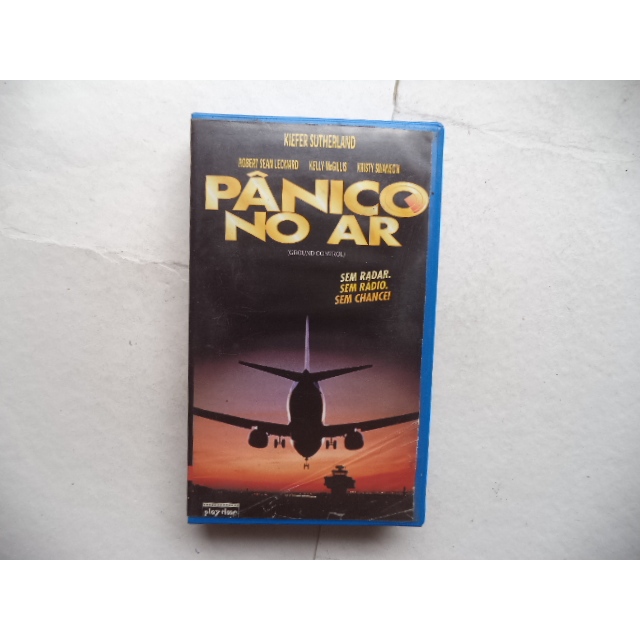 KIEFER SUTHERLAND
ROBERT SEAN LEONARD KELLY McGILLIS KRISTY SWANSON
PÂNICO
NO AR
(GROUND CONTROL)
SEM RADAR.
SEM RÁDIO.
SEM CHANCE!
playtime